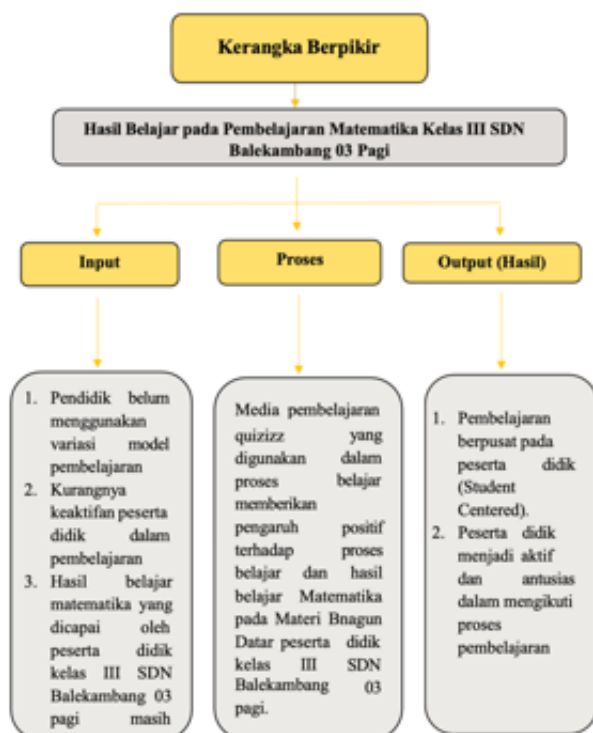 Kerangka Berpikir
Hasil Belajar pada Pembelajaran Matematika Kelas III SDN
Balekambang 03 Pagi
Input
Proses
Output (Hasil)
1. Pendidik belum
menggunakan
variasi model
pembelajaran
2. Kurangnya
keaktifan peserta
didik dalam
pembelajaran
3. Hasil belajar
matematika yang
dicapai oleh
peserta didik
kelas III SDN
Balekambang 03
pagi masih
Media pembelajaran
quizizz yang
digunakan dalam
proses belajar
memberikan
pengaruh positif
terhadap proses
belajar dan hasil
belajar Matematika
pada Materi Bnagun
Datar peserta didik
kelas III SDN
Balekambang 03
pagi.
1. Pembelajaran
berpusat pada
peserta didik
(Student
Centered).
2. Peserta didik
menjadi aktif
dan antusias
dalam mengikuti
proses
pembelajaran